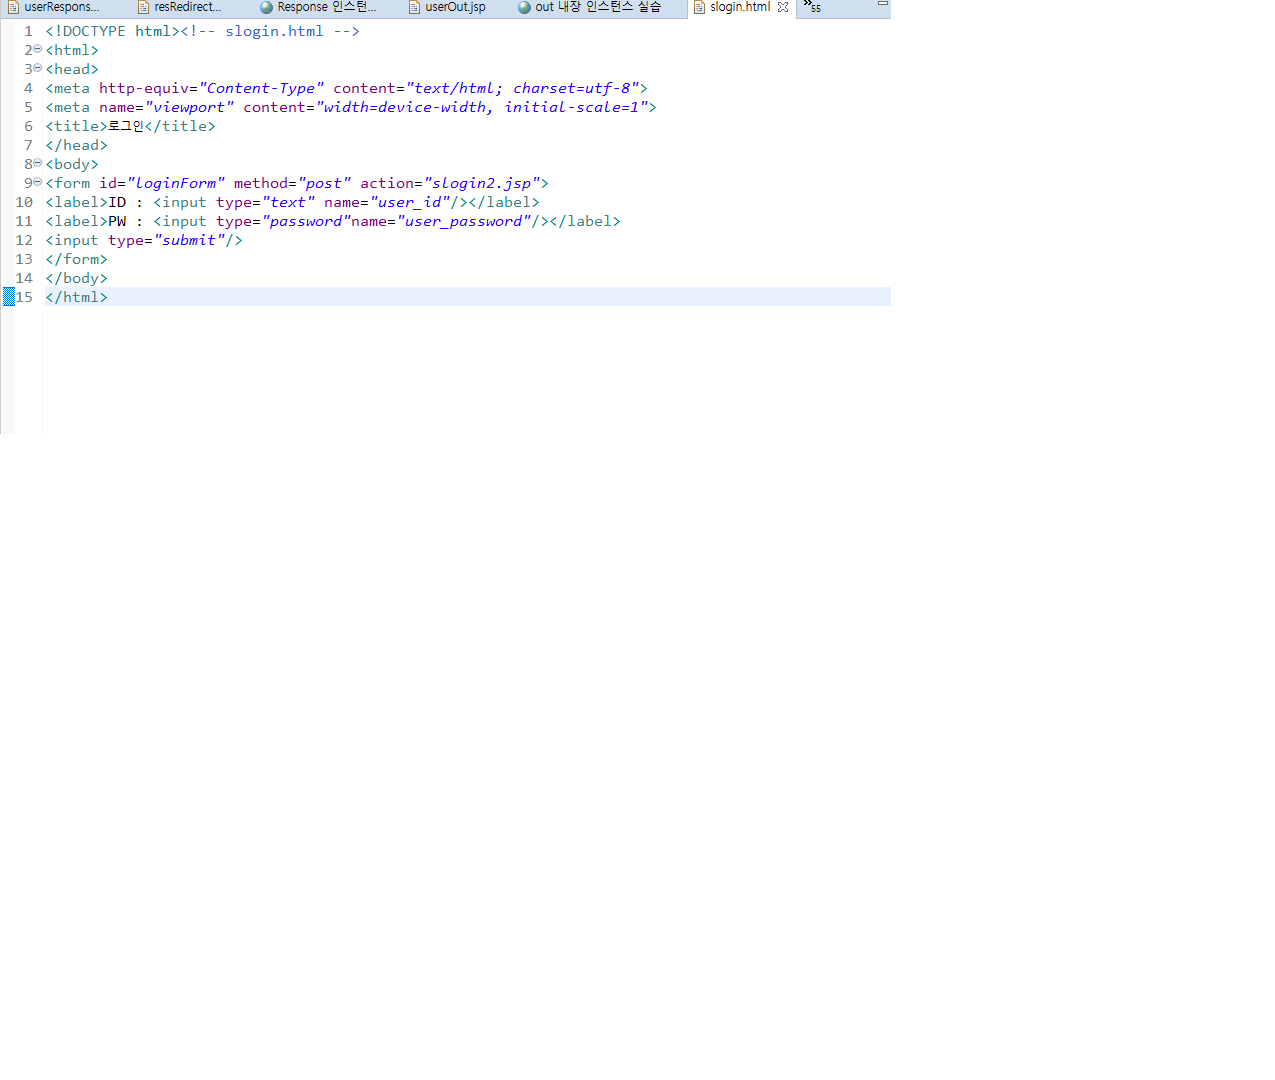 userRespons... resRedirect... Response 인스턴... userOut.jsp out 내장 인스턴스 실습 slogin.html »55
1 <!DOCTYPE html><!-- slogin.html -->
2 <html>
3 <head>
4 <meta http-equiv="Content-Type" content="text/html; charset=utf-8">
5 <meta name="viewport" content="width=device-width, initial-scale=1">
6 <title>로그인</title>
7 </head>
8 <body>
9 <form id="loginForm" method="post" action="slogin2.jsp">
10 <label>ID : <input type="text" name="user_id"/></label>
11 <label>PW : <input type="password"name="user_password"/></label>
12 <input type="submit"/>
13 </form>
14 </body>
15 </html>